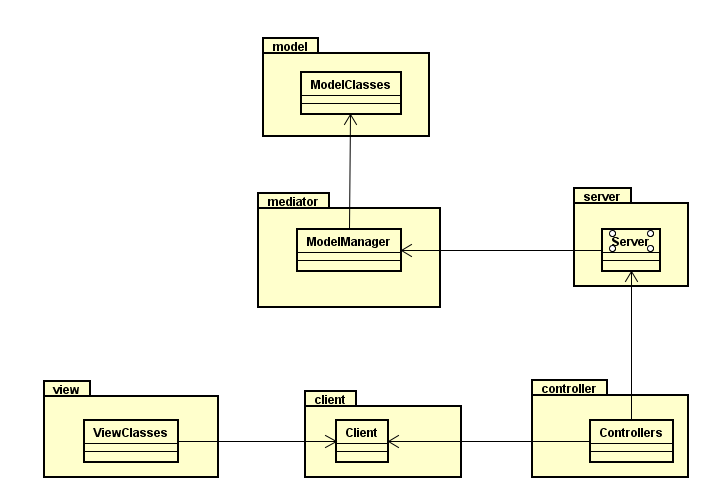 model
ModelClasses
mediator
ModelManager
server
Server
view
ViewClasses
client
Client
controller
Controllers